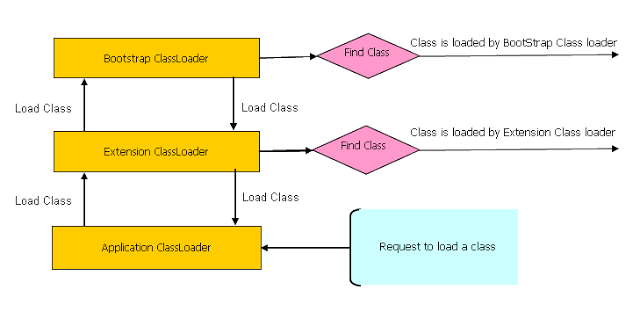 Class is loaded by BootStrap Class loader
Find Class
Bootstrap ClassLoader
Load Class
Load Class
Class is loaded by Extension Class loader
Find Class
Extension ClassLoader
Load Class
Load Class
Application ClassLoader
Request to load a class